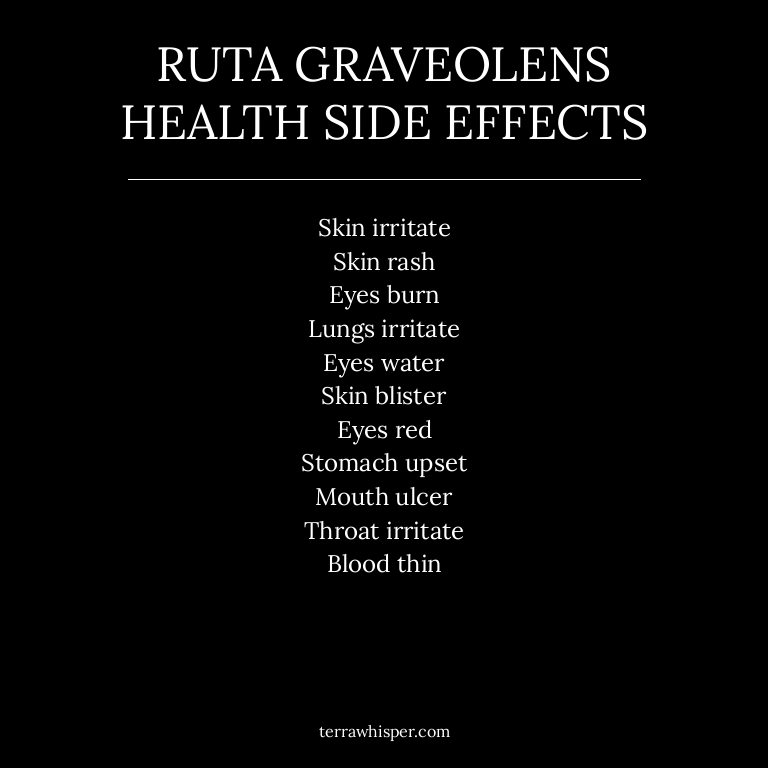 RUTA GRAVEOLENS
HEALTH SIDE EFFECTS
Skin irritate
Skin rash
Eyes burn
Lungs irritate
Eyes water
Skin blister
Eyes red
Stomach upset
Mouth ulcer
Throat irritate
Blood thin
terrawhisper.com